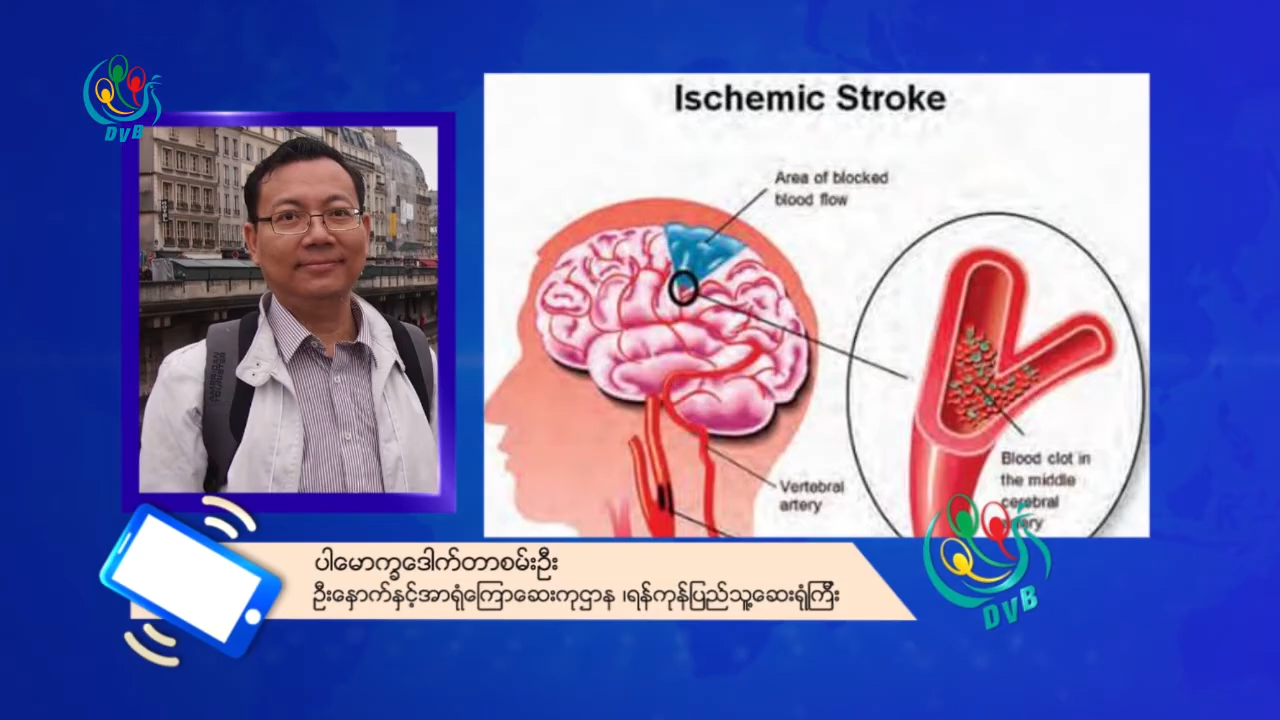 DVB
Ischemic Stroke
Area of blocked
blood flow
Vertebral
artery
Blood clot in
the middle
cerebral
artery
ပါမောက္ခဒေါက်တာစမ်းဦး
ဦးနှောက်နှင့်အာရုံကြောဆေးကုဌာန ၊ရန်ကုန်ပြည်သူ့ဆေးရုံကြီး
DVB